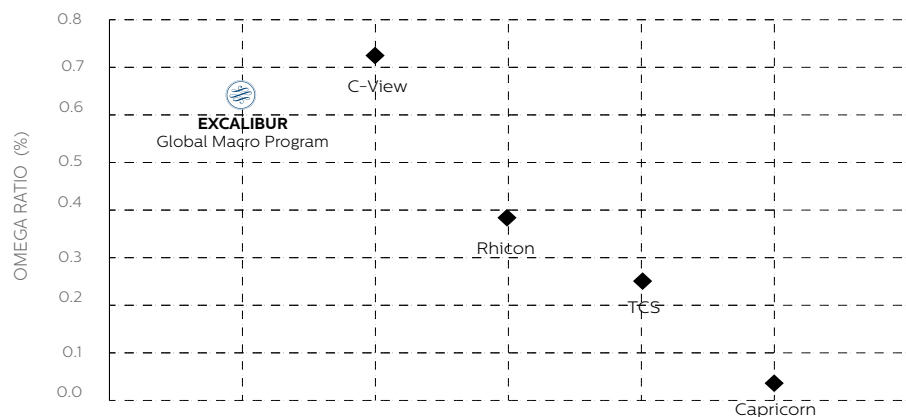 0.8
0.7
C-View
0.6
EXCALIBUR
Global Macro Program
0.5
OMEGA RATIO (%)
0.4
Rhicon
0.3
0.2
TCS
0.1
0.0
Capricorn